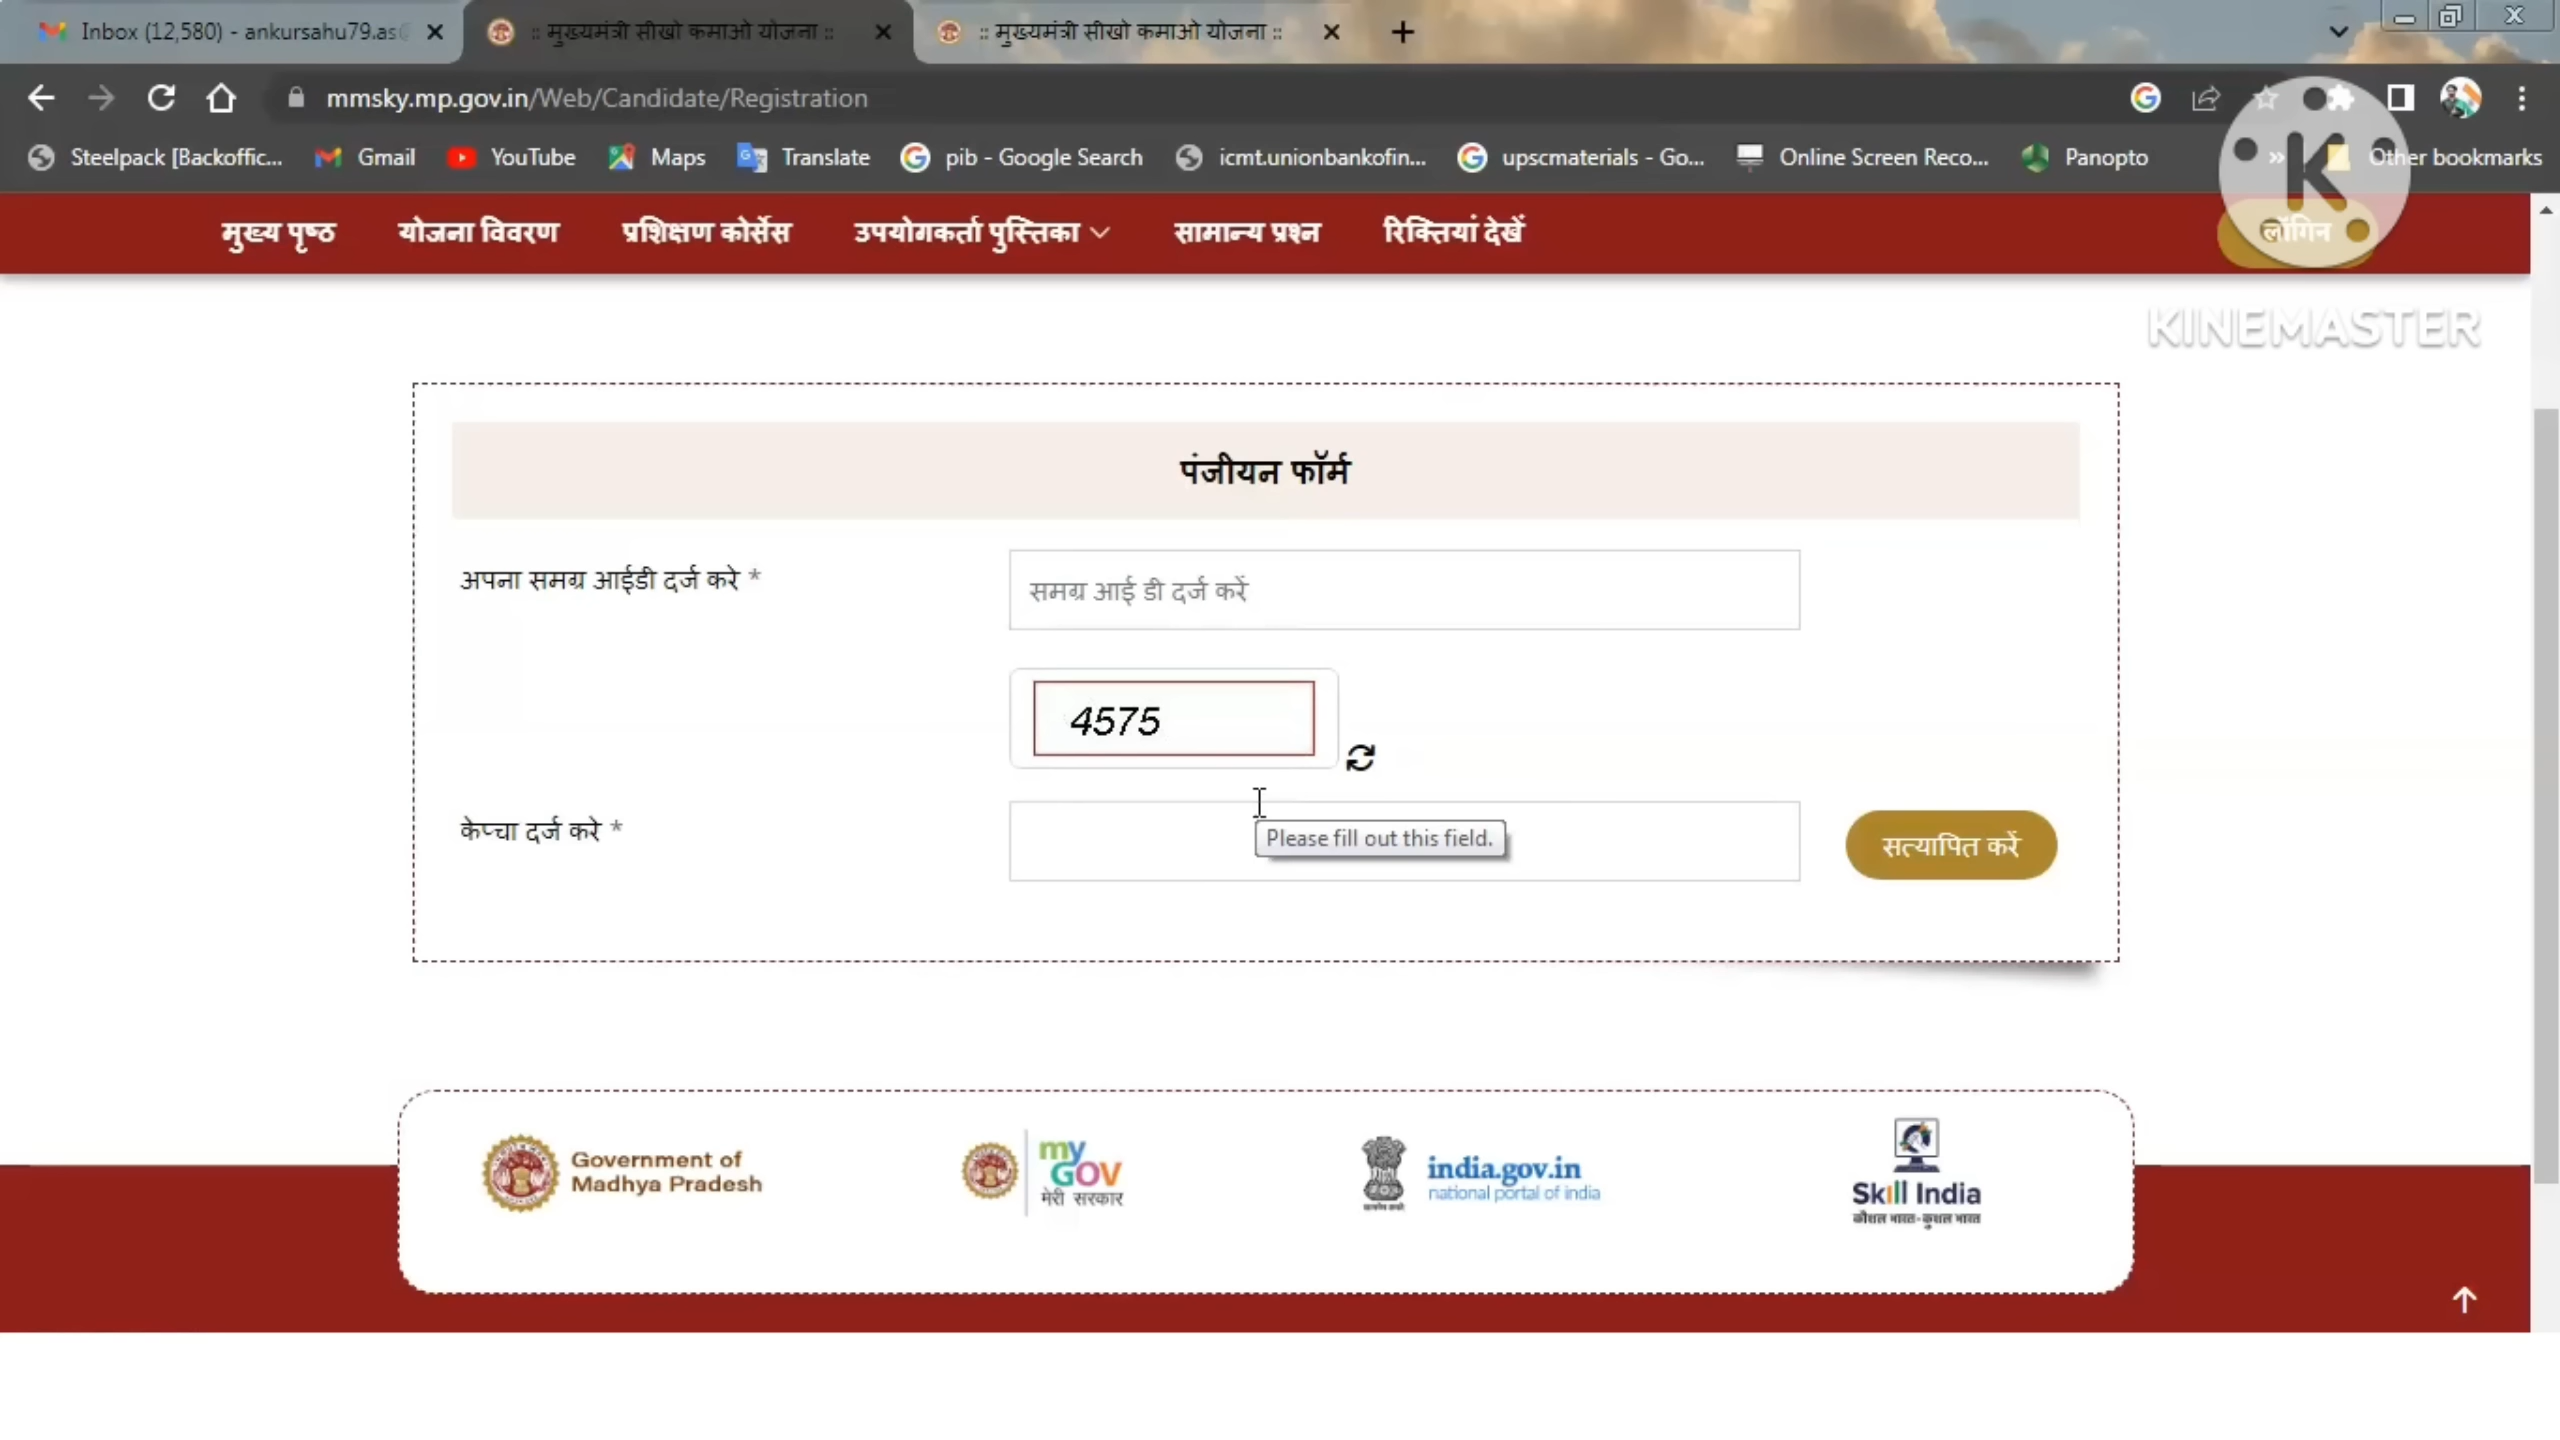 Inbox (12,580) - ankursahu79.as@
:: मुख्यमंत्री सीखो कमाओ योजना ::
:: मुख्यमंत्री सीखो कमाओ योजना ::
mmsky.mp.gov.in/Web/Candidate/Registration
Steelpack [Backoffic... Gmail YouTube Maps Translate pib - Google Search icmt.unionbankofin... upscmaterials - Go... Online Screen Reco... Panopto » Other bookmarks
K
मुख्य पृष्ठ योजना विवरण प्रशिक्षण कोर्सेस उपयोगकर्ता पुस्तिका सामान्य प्रश्न रिक्तियां देखें लॉगिन
KINEMASTER
पंजीयन फॉर्म
अपना समग्र आईडी दर्ज करे * समग्र आई डी दर्ज करें
4575
केप्चा दर्ज करे * Please fill out this field. सत्यापित करें
Government of
Madhya Pradesh
my
GOV
मेरी सरकार
india.gov.in
national portal of india
Skill India
कौशल भारत-कुशल भारत